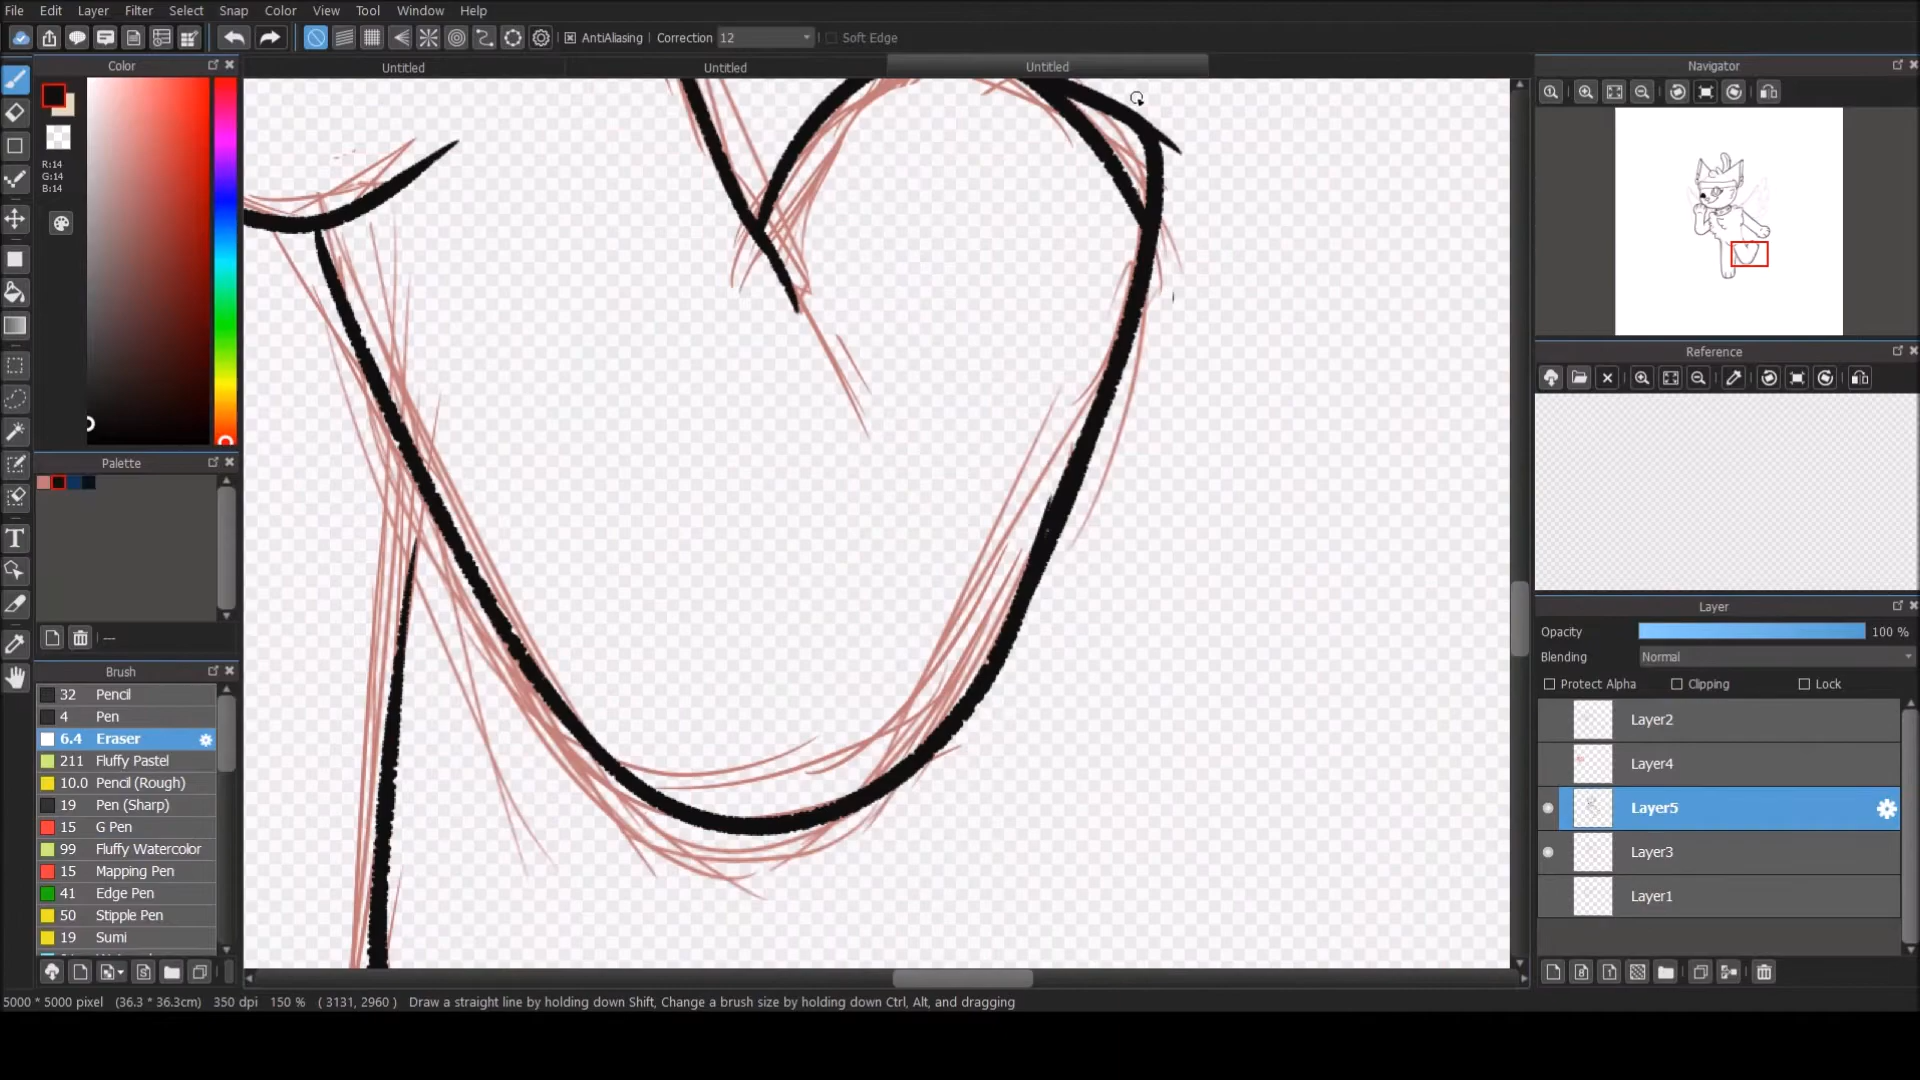 File Edit Layer Filter Select Snap Color View Tool Window Help
AntiAliasing Correction 12 Soft Edge
Color
Untitled Untitled Untitled
Navigator
R:14
G:14
B:14
Palette
---
Brush
32 Pencil
4 Pen
6.4 Eraser
211 Fluffy Pastel
10.0 Pencil (Rough)
19 Pen (Sharp)
15 G Pen
99 Fluffy Watercolor
15 Mapping Pen
41 Edge Pen
50 Stipple Pen
19 Sumi
Reference
Layer
Opacity 100 %
Blending Normal
Protect Alpha Clipping Lock
Layer2
Layer4
Layer5
Layer3
Layer1
5000 * 5000 pixel (36.3 * 36.3cm) 350 dpi 150 % ( 3131, 2960 ) Draw a straight line by holding down Shift, Change a brush size by holding down Ctrl, Alt, and dragging